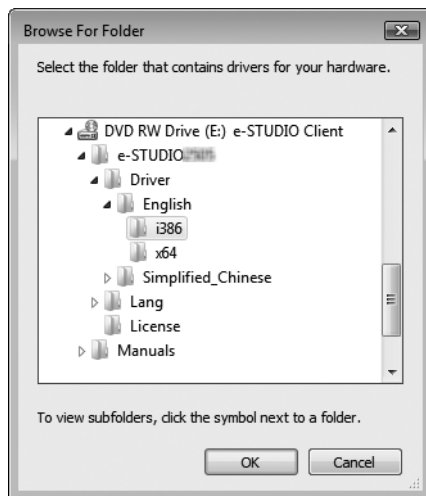 Browse For Folder
Select the folder that contains drivers for your hardware.
DVD RW Drive (E:) e-STUDIO Client
e-STUDIO
Driver
English
i386
x64
Simplified_Chinese
Lang
License
Manuals
To view subfolders, click the symbol next to a folder.
OK
Cancel